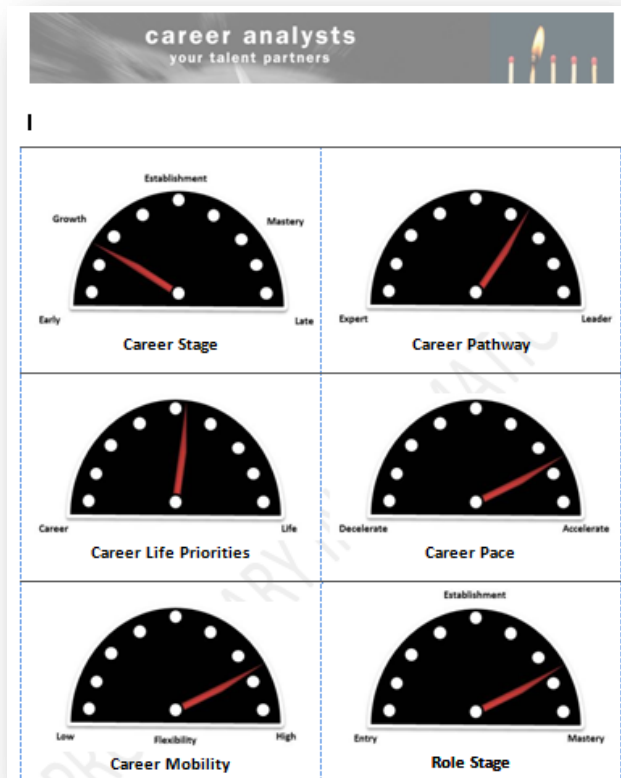 career analysts
your talent partners
I
Establishment
Growth
Mastery
Early
Late
Career Stage
Expert
Leader
Career Pathway
Career
Life
Career Life Priorities
Decelerate
Accelerate
Career Pace
Low
Flexibility
High
Career Mobility
Establishment
Entry
Mastery
Role Stage